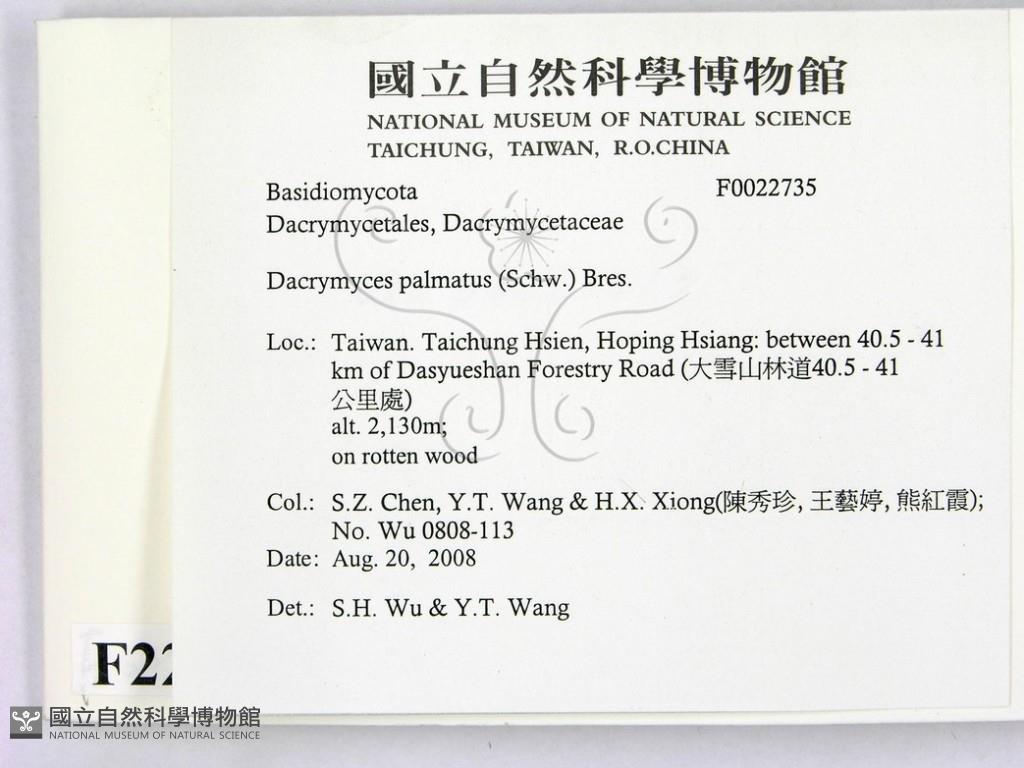 國立自然科學博物館
NATIONAL MUSEUM OF NATURAL SCIENCE
TAICHUNG, TAIWAN, R.O.CHINA
Basidiomycota F0022735
Dacrymycetales, Dacrymycetaceae
Dacrymyces palmatus (Schw.) Bres.
Loc.: Taiwan. Taichung Hsien, Hoping Hsiang: between 40.5 - 41
km of Dasyueshan Forestry Road (大雪山林道40.5 - 41
公里處)
alt. 2,130m;
on rotten wood
Col.: S.Z. Chen, Y.T. Wang & H.X. Xiong(陳秀珍, 王藝婷, 熊紅霞);
No. Wu 0808-113
Date: Aug. 20, 2008
Det.: S.H. Wu & Y.T. Wang
F22
國立自然科學博物館
NATIONAL MUSEUM OF NATURAL SCIENCE